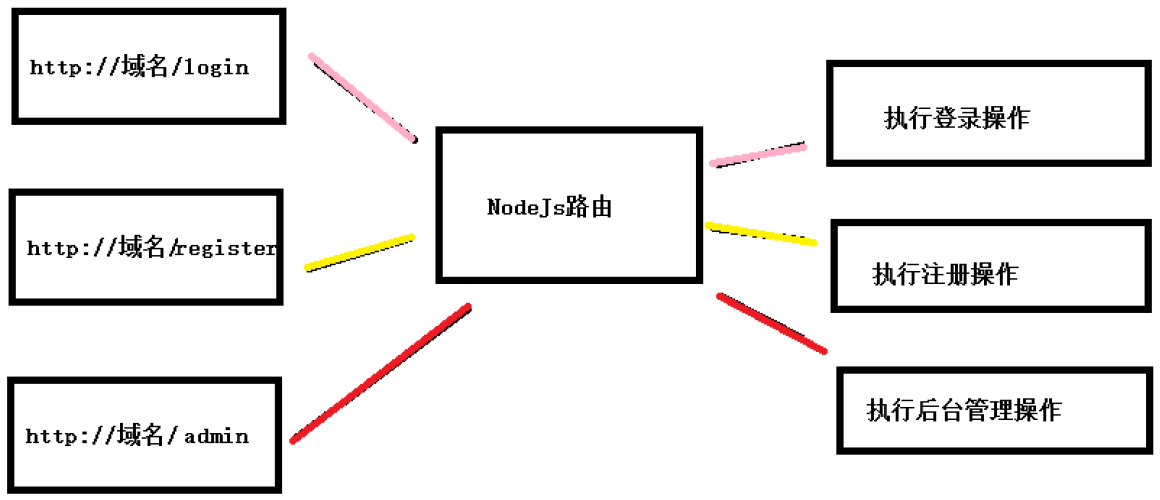 http://域名/login
http://域名/register
http://域名/ admin
NodeJs路由
执行登录操作
执行注册操作
执行后台管理操作